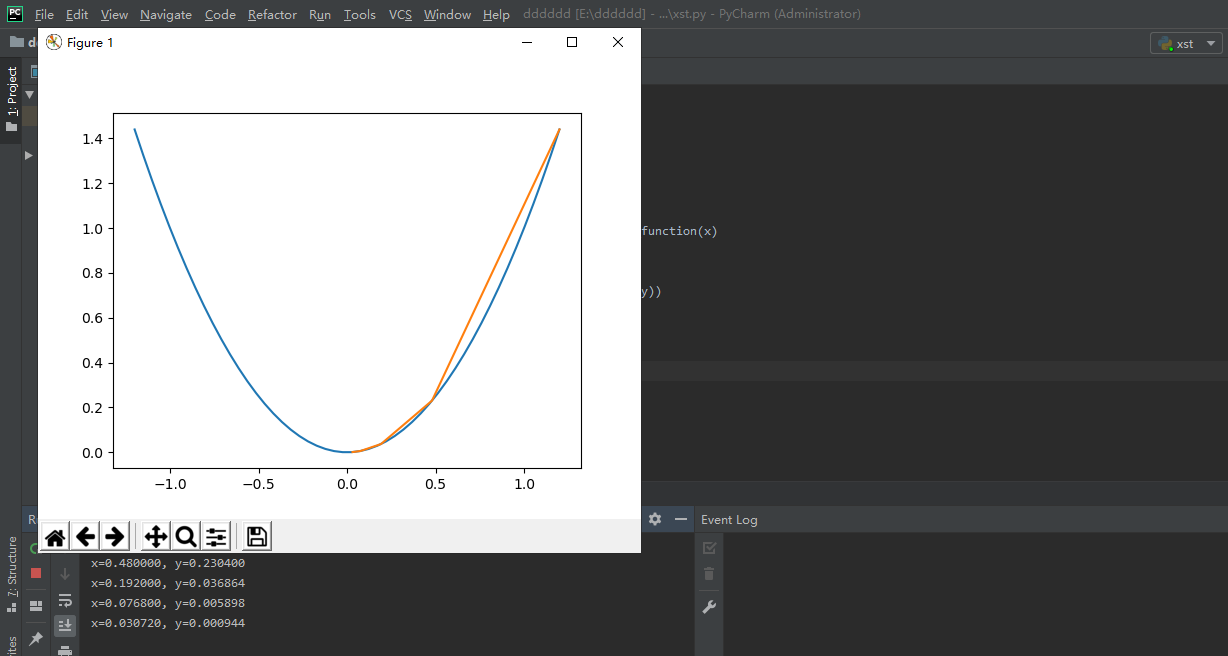 PC File Edit View Navigate Code Refactor Run Tools VCS Window Help dddddd [E:\dddddd] - ...\xst.py - PyCharm (Administrator)
xst
Figure 1
1: Project
1.4
1.2
1.0
0.8
0.6
0.4
0.2
0.0
−1.0 −0.5 0.0 0.5 1.0
function(x)
y))
Event Log
7: Structure
x=0.480000, y=0.230400
x=0.192000, y=0.036864
x=0.076800, y=0.005898
x=0.030720, y=0.000944